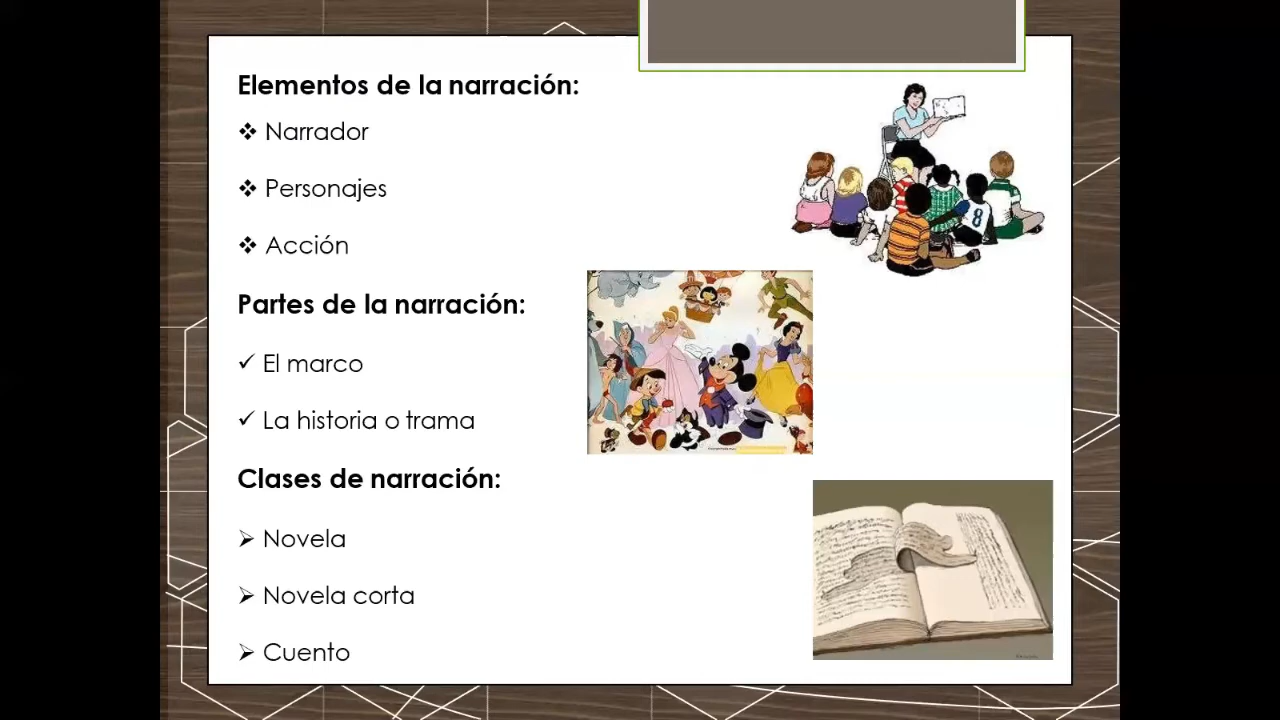 Elementos de la narración:
❖ Narrador
❖ Personajes
❖ Acción
Partes de la narración:
✓ El marco
✓ La historia o trama
Clases de narración:
➢ Novela
➢ Novela corta
➢ Cuento
8